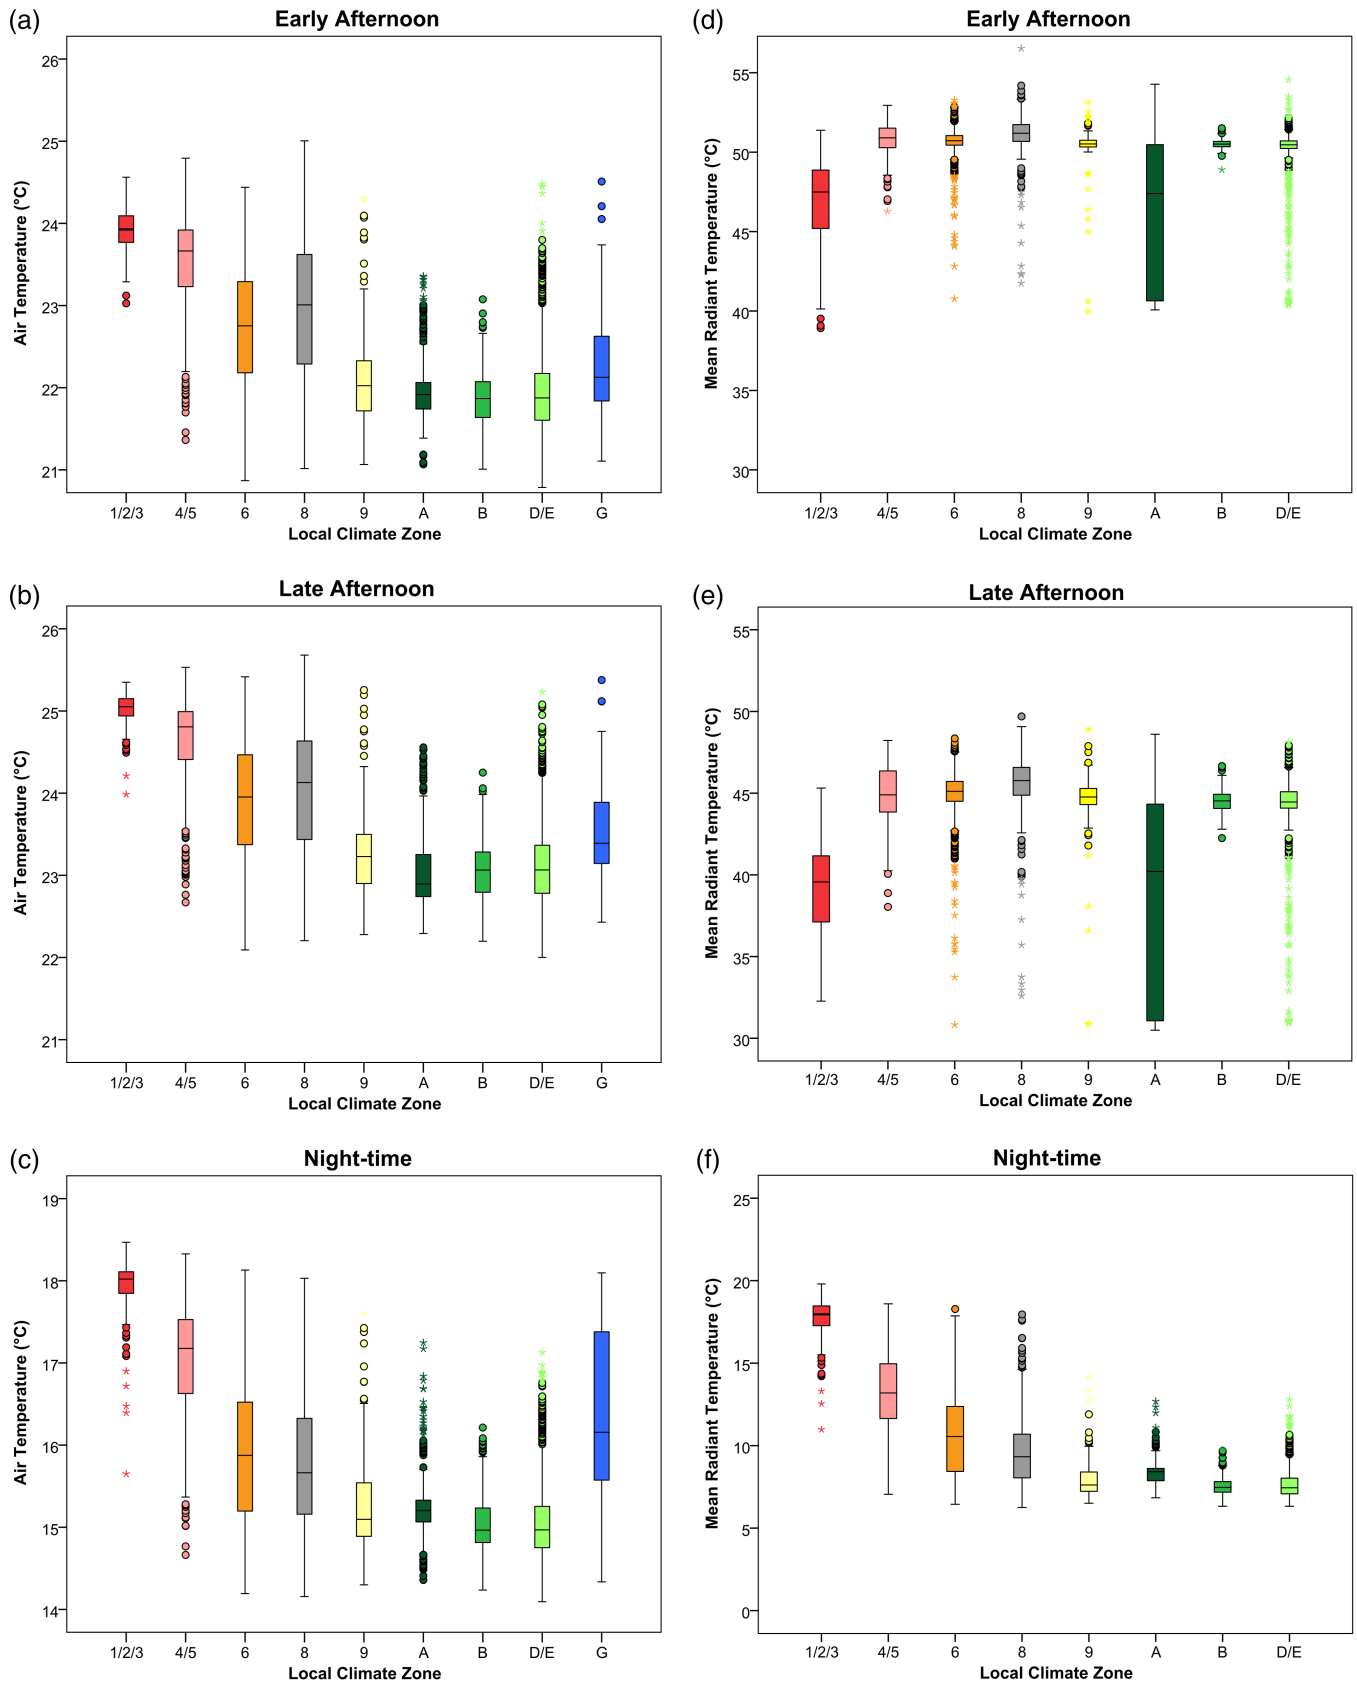 (a) Early Afternoon
Air Temperature (°C)
26
25
24
23
22
21
1/2/3 4/5 6 8 9 A B D/E G
Local Climate Zone
(d) Early Afternoon
Mean Radiant Temperature (°C)
55
50
45
40
35
30
1/2/3 4/5 6 8 9 A B D/E
Local Climate Zone
(b) Late Afternoon
Air Temperature (°C)
26
25
24
23
22
21
1/2/3 4/5 6 8 9 A B D/E G
Local Climate Zone
(e) Late Afternoon
Mean Radiant Temperature (°C)
55
50
45
40
35
30
1/2/3 4/5 6 8 9 A B D/E
Local Climate Zone
(c) Night-time
Air Temperature (°C)
19
18
17
16
15
14
1/2/3 4/5 6 8 9 A B D/E G
Local Climate Zone
(f) Night-time
Mean Radiant Temperature (°C)
25
20
15
10
5
0
1/2/3 4/5 6 8 9 A B D/E
Local Climate Zone